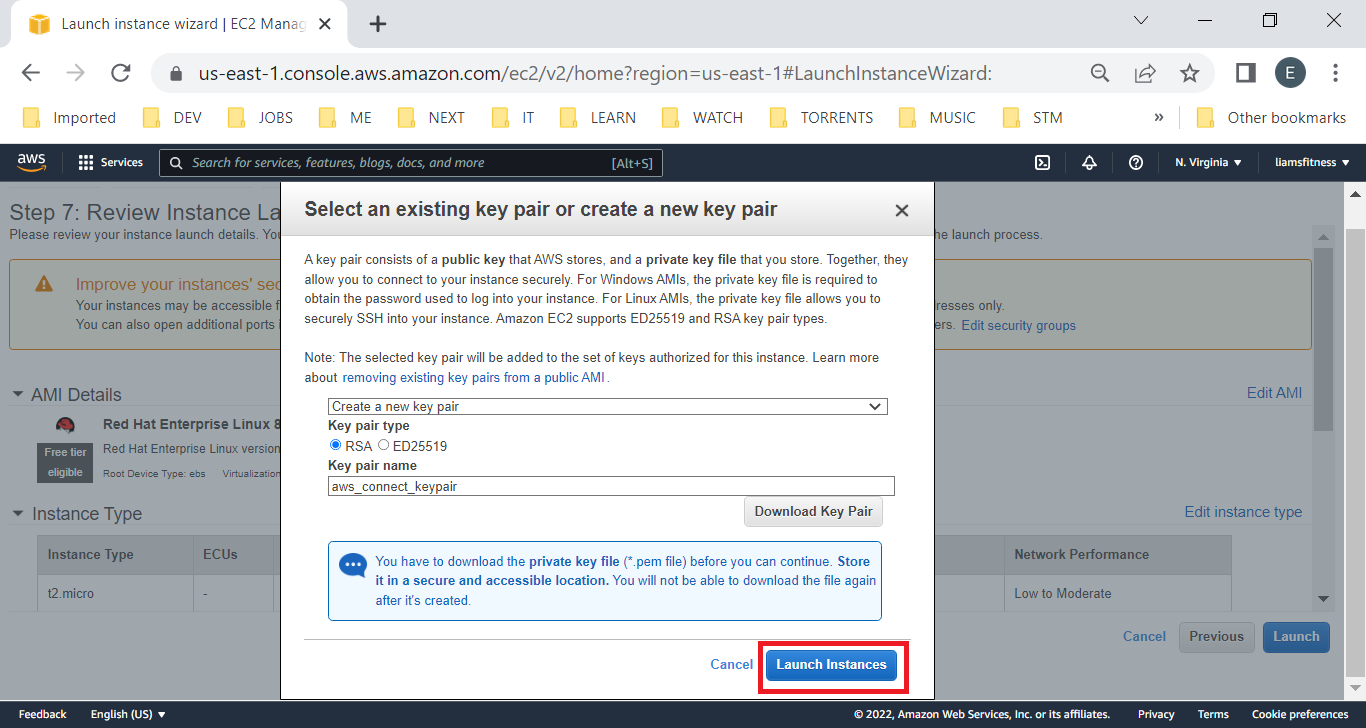 Launch instance wizard | EC2 Manag
us-east-1.console.aws.amazon.com/ec2/v2/home?region=us-east-1#LaunchInstanceWizard:
E
Imported DEV JOBS ME NEXT IT LEARN WATCH TORRENTS MUSIC STM » Other bookmarks
aws Services Search for services, features, blogs, docs, and more [Alt+S] N. Virginia liamsfitness
Step 7: Review Instance La
Please review your instance launch details. You he launch process.
Improve your instances' sec
Your instances may be accessible f resses only.
You can also open additional ports i ers. Edit security groups
AMI Details Edit AMI
Red Hat Enterprise Linux 8
Free tier
eligible
Red Hat Enterprise Linux version
Root Device Type: ebs Virtualization
Instance Type Edit instance type
Instance Type ECUs Network Performance
t2.micro - Low to Moderate
Cancel Previous Launch
Select an existing key pair or create a new key pair
A key pair consists of a public key that AWS stores, and a private key file that you store. Together, they
allow you to connect to your instance securely. For Windows AMIs, the private key file is required to
obtain the password used to log into your instance. For Linux AMIs, the private key file allows you to
securely SSH into your instance. Amazon EC2 supports ED25519 and RSA key pair types.
Note: The selected key pair will be added to the set of keys authorized for this instance. Learn more
about removing existing key pairs from a public AMI.
Create a new key pair
Key pair type
RSA ED25519
Key pair name
aws_connect_keypair
Download Key Pair
You have to download the private key file (*.pem file) before you can continue. Store
it in a secure and accessible location. You will not be able to download the file again
after it's created.
Cancel Launch Instances
Feedback English (US) © 2022, Amazon Web Services, Inc. or its affiliates. Privacy Terms Cookie preferences